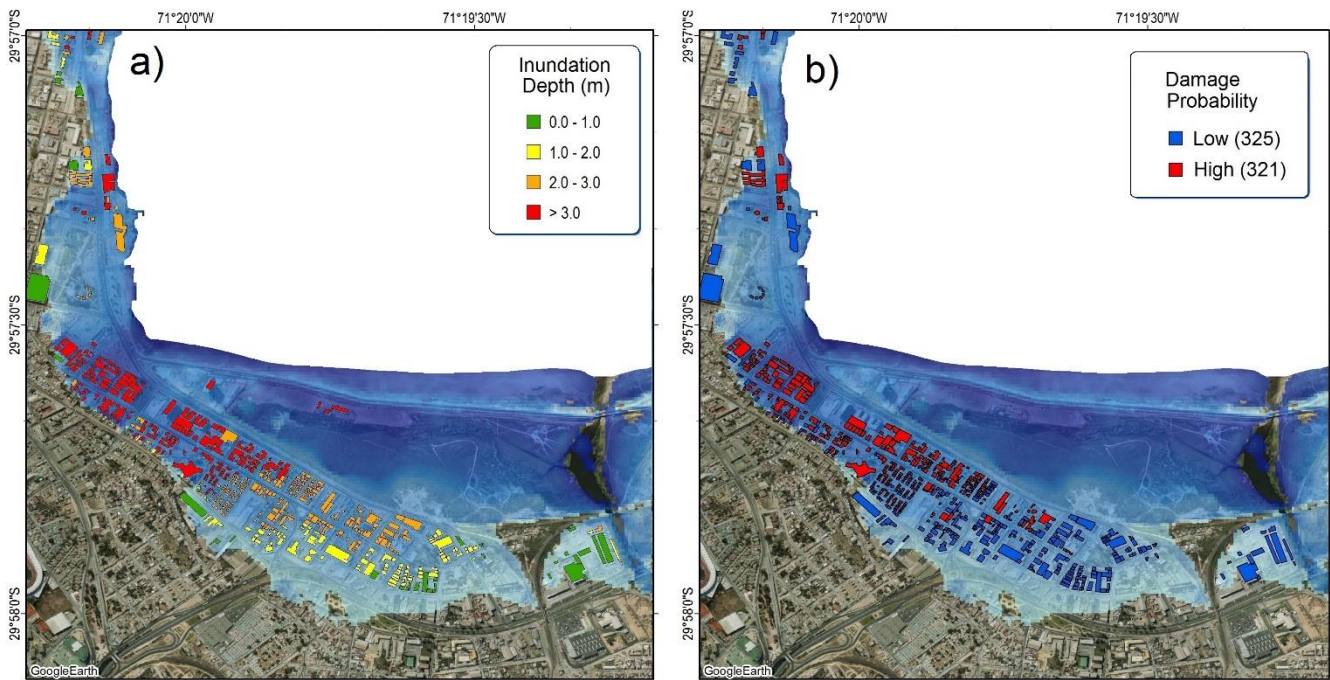 71°20'0"W 71°19'30"W
71°20'0"W 71°19'30"W
29°57'0"S
29°57'0"S
a)
Inundation
Depth (m)
0.0 - 1.0
1.0 - 2.0
2.0 - 3.0
> 3.0
b)
Damage
Probability
Low (325)
High (321)
29°57'30"S
29°57'30"S
29°58'0"S
29°58'0"S
GoogleEarth
GoogleEarth